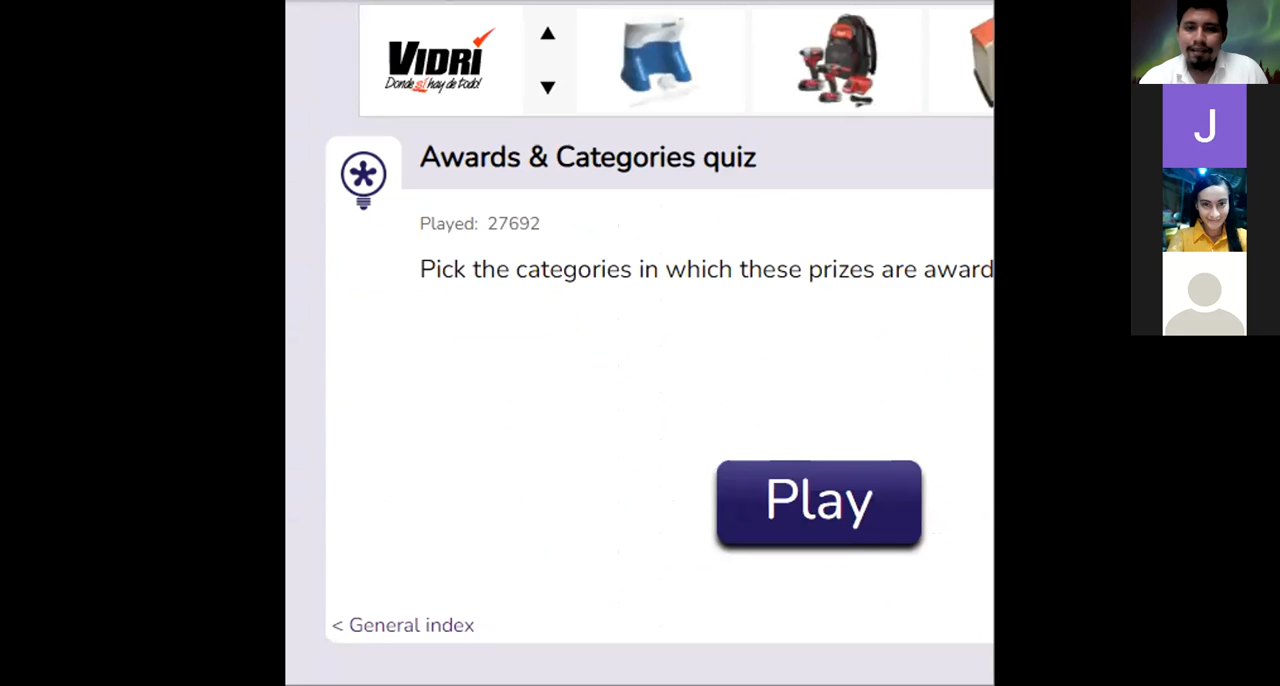 VIDRÍ
Donde sí hay de todo!
Awards & Categories quiz
Played: 27692
Pick the categories in which these prizes are award
Play
< General index
J